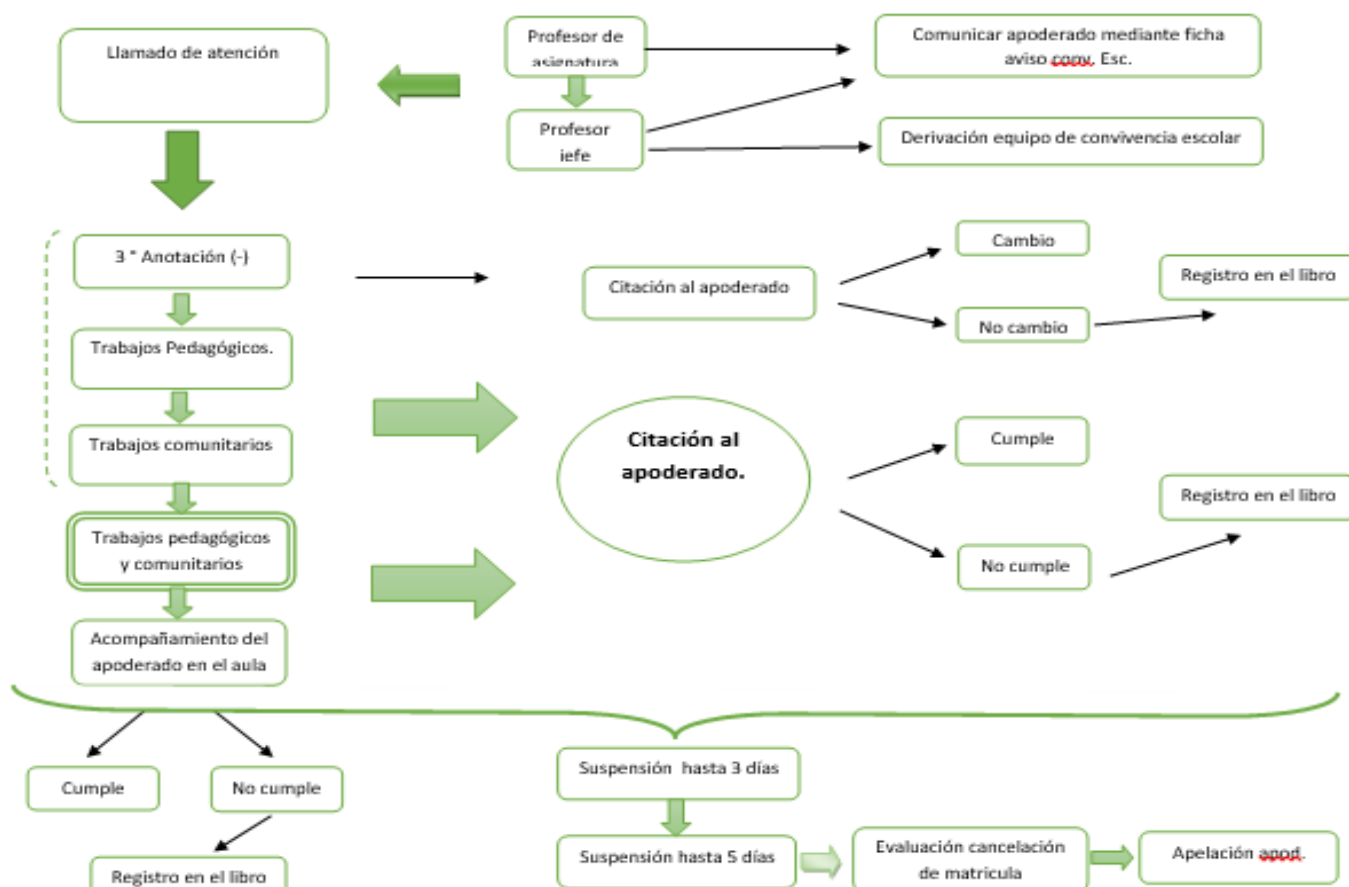 Llamado de atención
Profesor de
asignatura
Comunicar apoderado mediante ficha
aviso conv. Esc.
Profesor
jefe
Derivación equipo de convivencia escolar
3 ° Anotación (-)
Citación al apoderado
Cambio
No cambio
Registro en el libro
Trabajos Pedagógicos.
Trabajos comunitarios
Citación al
apoderado.
Cumple
No cumple
Registro en el libro
Trabajos pedagógicos
y comunitarios
Acompañamiento del
apoderado en el aula
Cumple
No cumple
Registro en el libro
Suspensión hasta 3 días
Suspensión hasta 5 días
Evaluación cancelación
de matricula
Apelación apod.